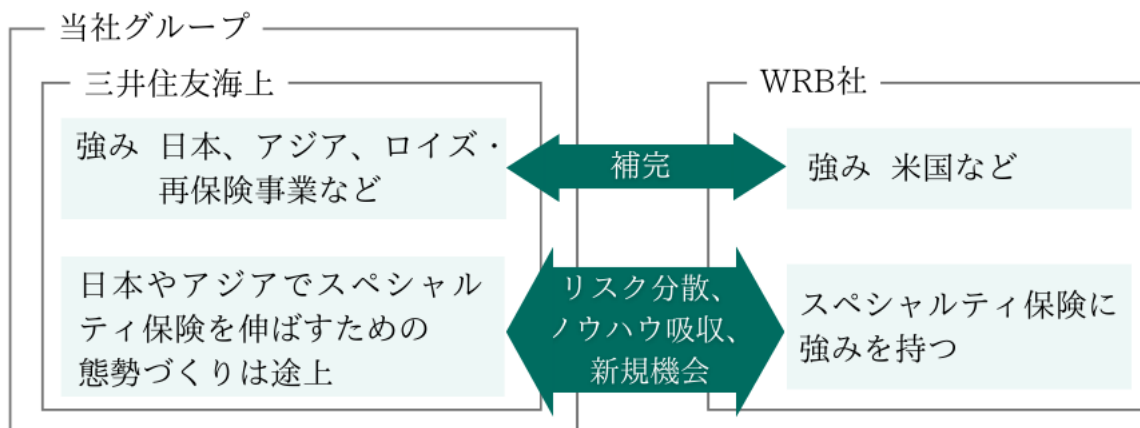 当社グループ
三井住友海上
WRB社
強み 日本、アジア、ロイズ・
再保険事業など
補完
強み 米国など
日本やアジアでスペシャル
ティ保険を伸ばすための
態勢づくりは途上
リスク分散、
ノウハウ吸収、
新規機会
スペシャルティ保険に
強みを持つ